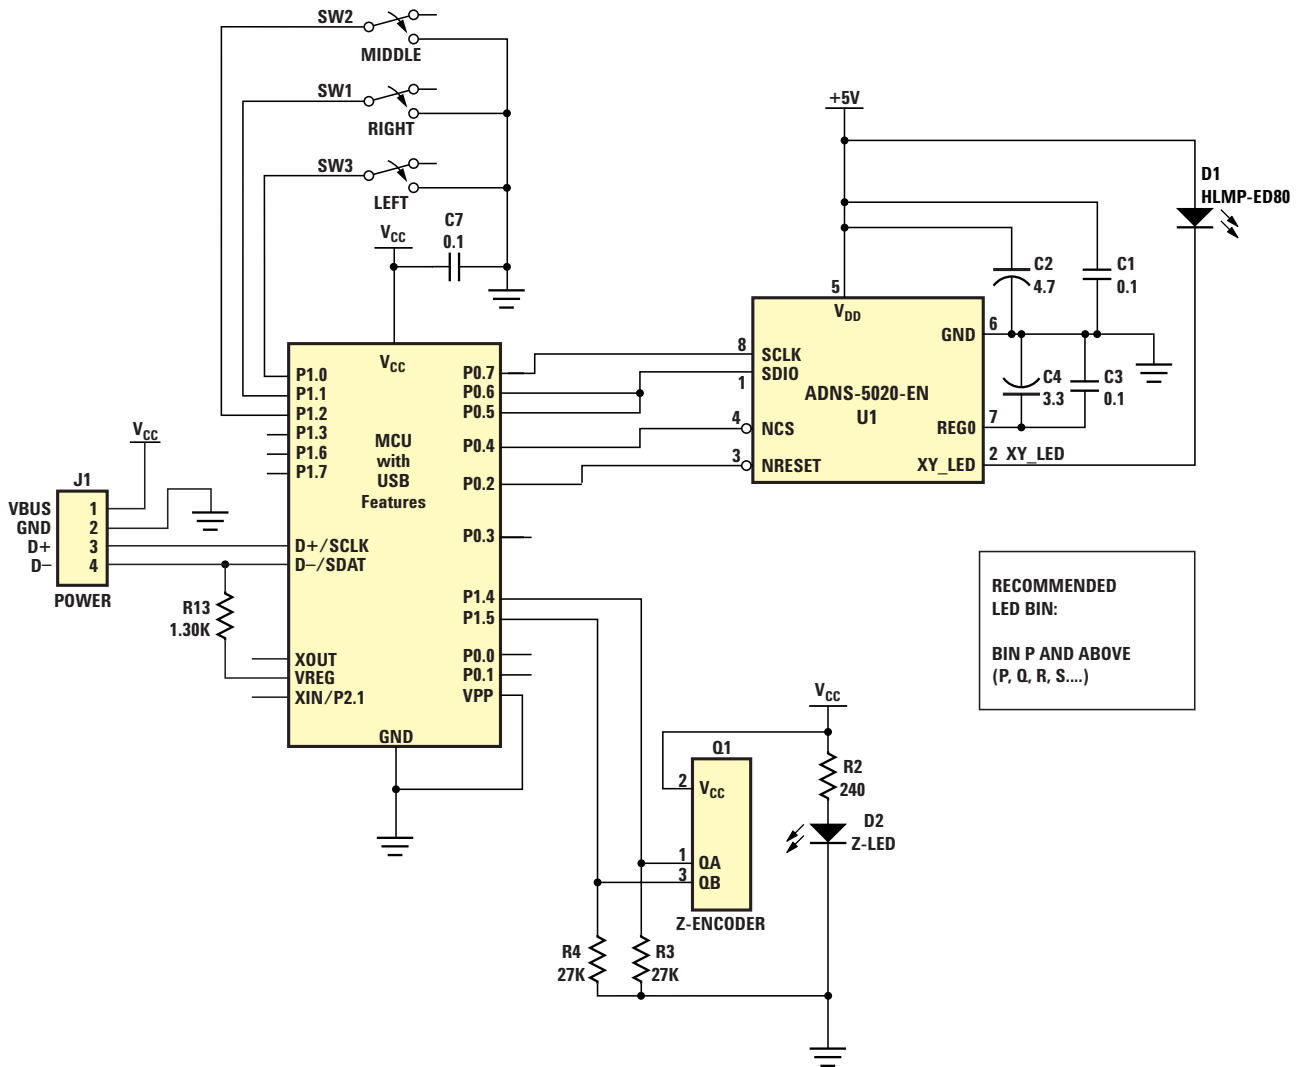 SW2
MIDDLE
SW1
RIGHT
SW3
LEFT
C7
0.1
VCC
VCC
P1.0
P1.1
P1.2
P1.3
P1.6
P1.7
MCU
with
USB
Features
P0.7
P0.6
P0.5
P0.4
P0.2
P0.3
P1.4
P1.5
P0.0
P0.1
VPP
D+/SCLK
D–/SDAT
XOUT
VREG
XIN/P2.1
GND
VCC
J1
VBUS 1
GND 2
D+ 3
D– 4
POWER
R13
1.30K
+5V
D1
HLMP-ED80
C2
4.7
C1
0.1
5
VDD
8 SCLK
1 SDIO
4 NCS
3 NRESET
ADNS-5020-EN
U1
GND 6
REG0 7
XY_LED 2 XY_LED
C4
3.3
C3
0.1
RECOMMENDED
LED BIN:
BIN P AND ABOVE
(P, Q, R, S....)
VCC
Q1
2 VCC
1 QA
3 QB
Z-ENCODER
R2
240
D2
Z-LED
R4
27K
R3
27K